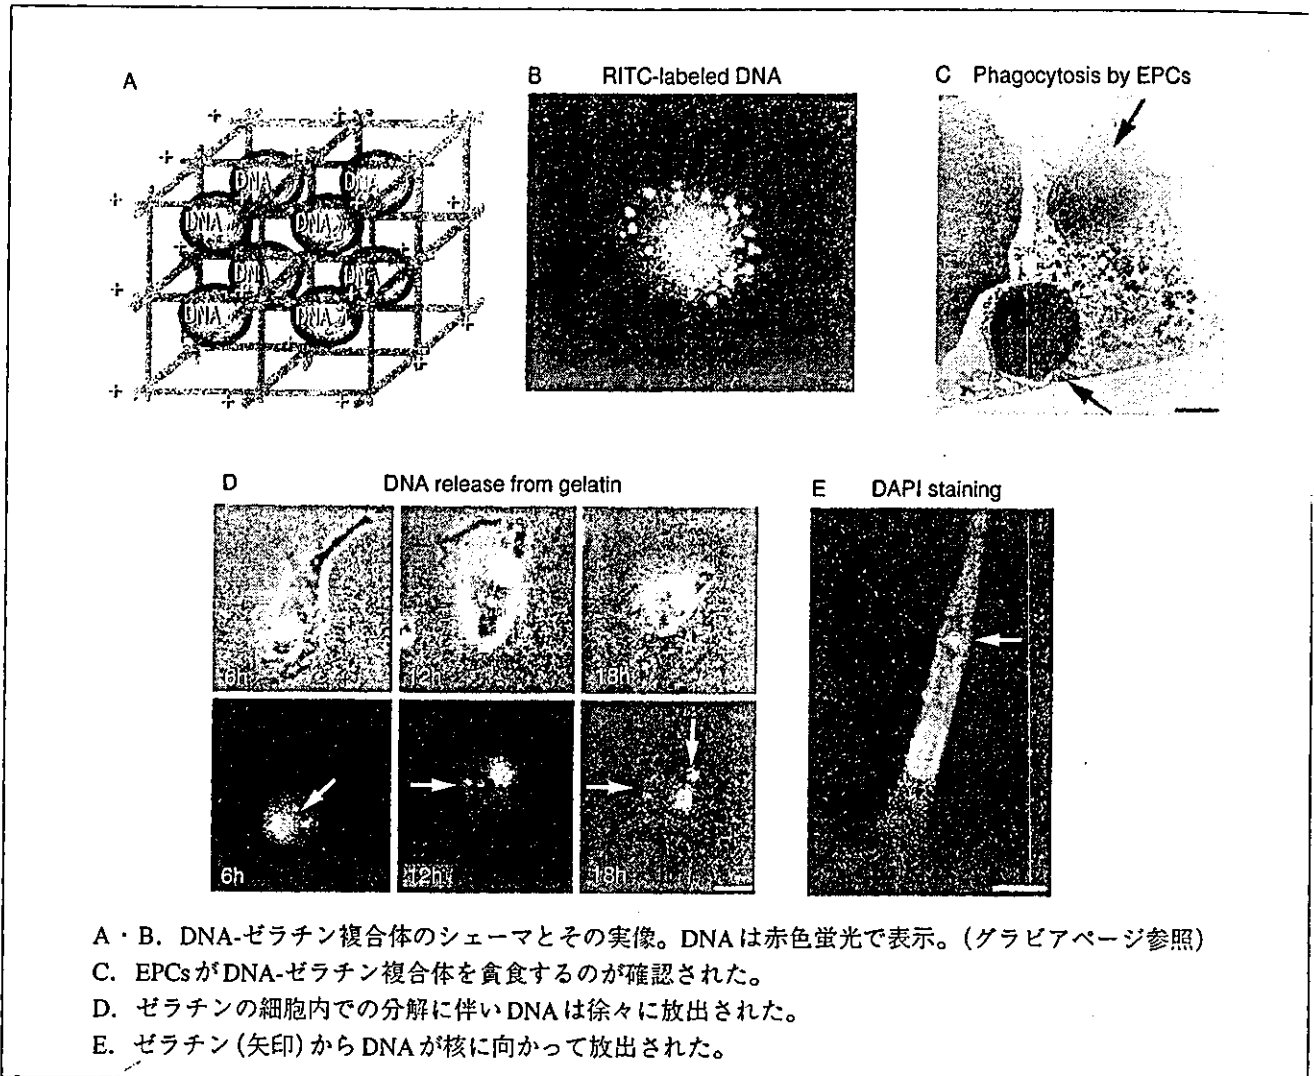 A
B RITC-labeled DNA
C Phagocytosis by EPCs
+ + +
+ + +
DNA DNA
+ DNA DNA +
+ DNA DNA +
+ DNA DNA +
+ + + +
D DNA release from gelatin
E DAPI staining
6h 12h 18h
6h 12h 18h
A・B. DNA-ゼラチン複合体のシェーマとその実像。DNAは赤色蛍光で表示。(グラビアページ参照)
C. EPCsがDNA-ゼラチン複合体を貪食するのが確認された。
D. ゼラチンの細胞内での分解に伴いDNAは徐々に放出された。
E. ゼラチン(矢印)からDNAが核に向かって放出された。